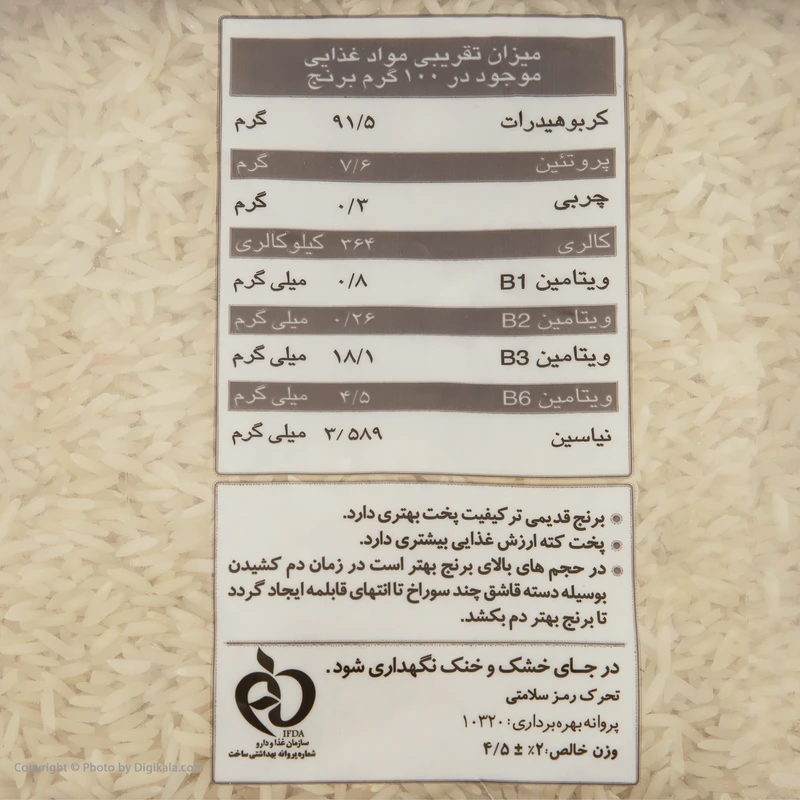 میزان تقریبی مواد غذایی
موجود در ۱۰۰ گرم برنج
کربوهیدرات ۹۱/۵ گرم
پروتئین ۷/۶ گرم
چربی ۰/۳ گرم
کالری ۳۶۴ کیلوکالری
ویتامین B1 ۰/۸ میلی گرم
ویتامین B2 ۰/۲۶ میلی گرم
ویتامین B3 ۱۸/۱ میلی گرم
ویتامین B6 ۴/۵ میلی گرم
نیاسین ۳/۵۸۹ میلی گرم
برنج قدیمی تر کیفیت پخت بهتری دارد.
پخت کته ارزش غذایی بیشتری دارد.
در حجم های بالای برنج بهتر است در زمان دم کشیدن
بوسیله دسته قاشق چند سوراخ تا انتهای قابلمه ایجاد گردد
تا برنج بهتر دم بکشد.
در جای خشک و خنک نگهداری شود.
تحرک رمز سلامتی
پروانه بهره برداری: ۱۰۳۲۰
وزن خالص: ۲٪ ± ۴/۵
IFDA
سازمان غذا و دارو
شماره پروانه بهداشتی ساخت
Copyright © Photo by Digikala.com